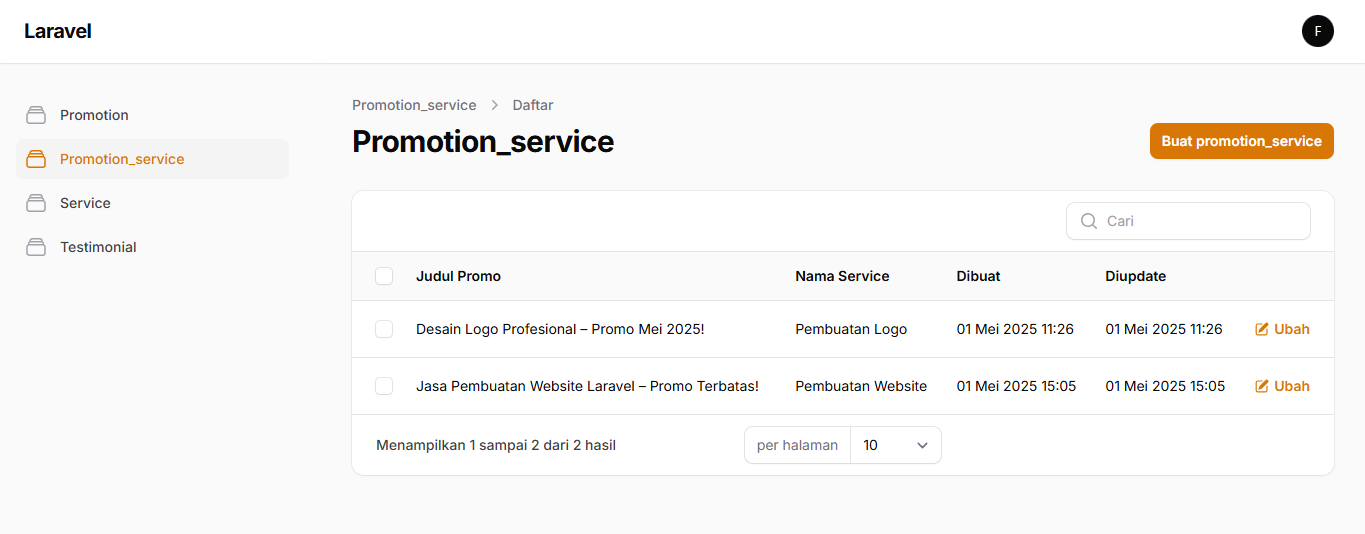 Laravel
F
Promotion
Promotion_service
Service
Testimonial
Promotion_service > Daftar
Promotion_service
Buat promotion_service
Cari
Judul Promo Nama Service Dibuat Diupdate
Desain Logo Profesional – Promo Mei 2025! Pembuatan Logo 01 Mei 2025 11:26 01 Mei 2025 11:26 Ubah
Jasa Pembuatan Website Laravel – Promo Terbatas! Pembuatan Website 01 Mei 2025 15:05 01 Mei 2025 15:05 Ubah
Menampilkan 1 sampai 2 dari 2 hasil per halaman 10